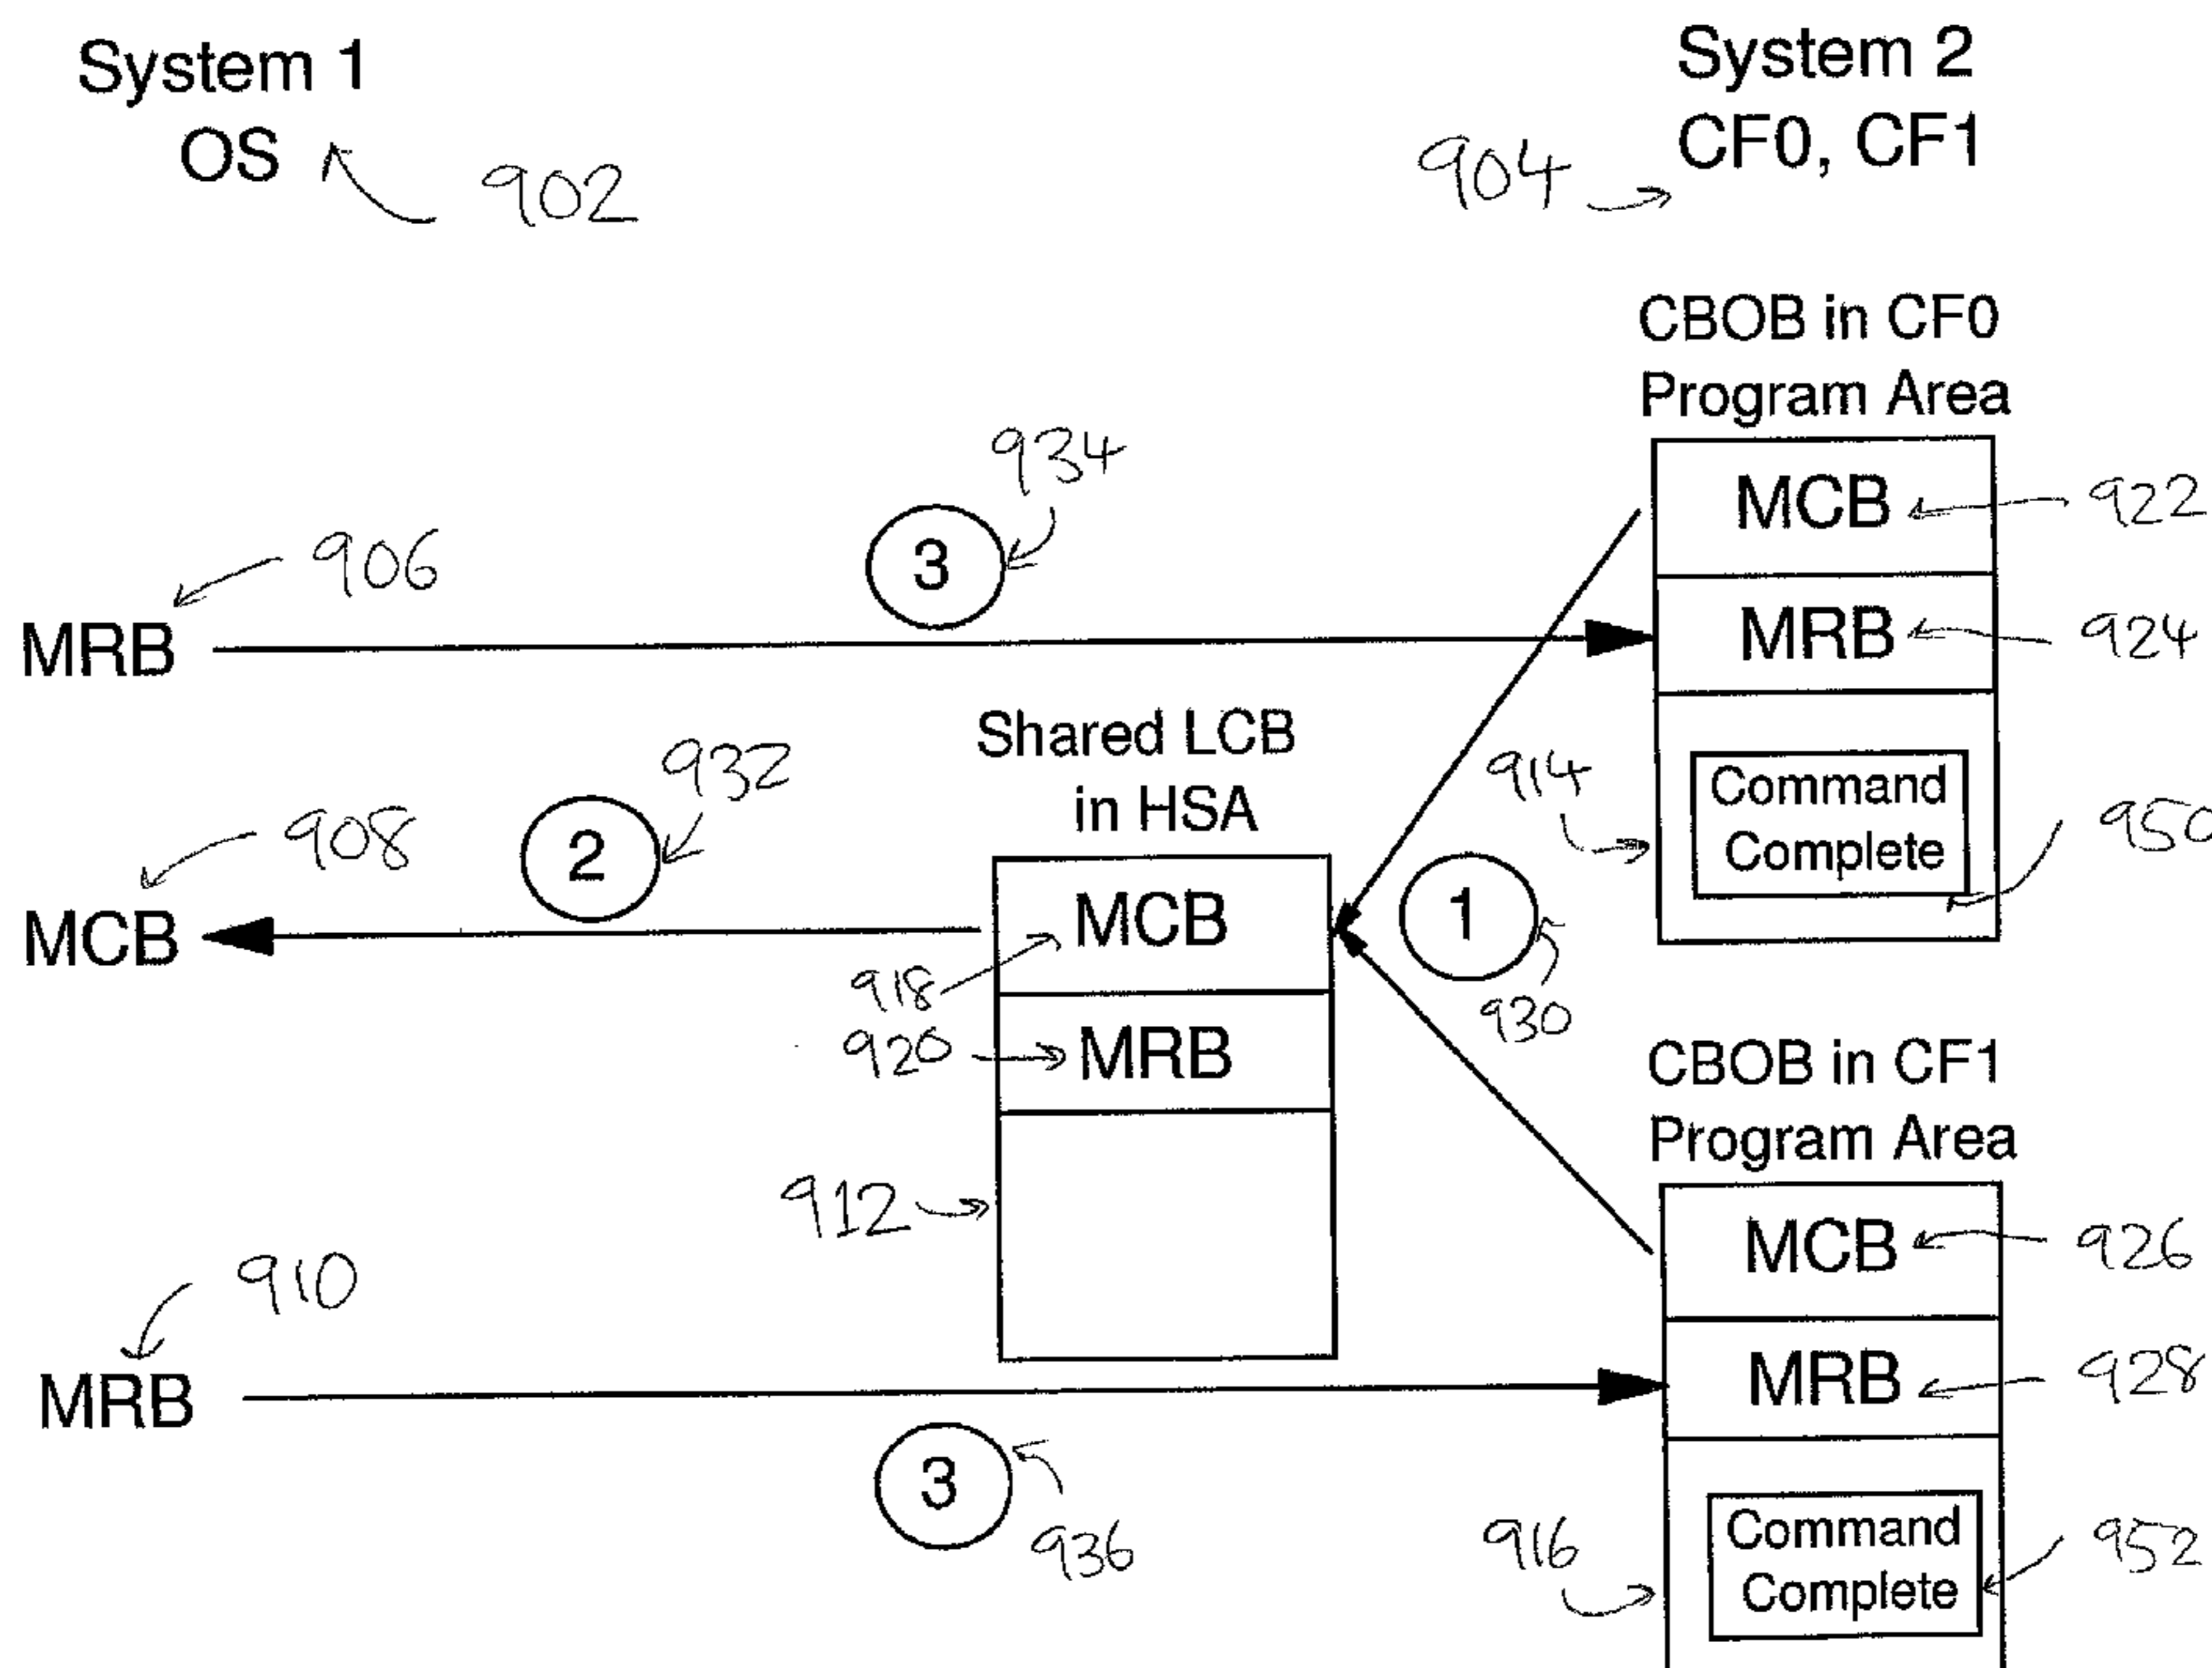 System 1
OS
902
System 2
CF0, CF1
904
CBOB in CF0
Program Area
934
3
MCB
922
906
MRB
MRB
924
Shared LCB
in HSA
932
914
Command
Complete
950
908
2
MCB
MCB
1
918
930
920
MRB
CBOB in CF1
Program Area
912
910
MCB
926
MRB
MRB
928
3
936
916
Command
Complete
952